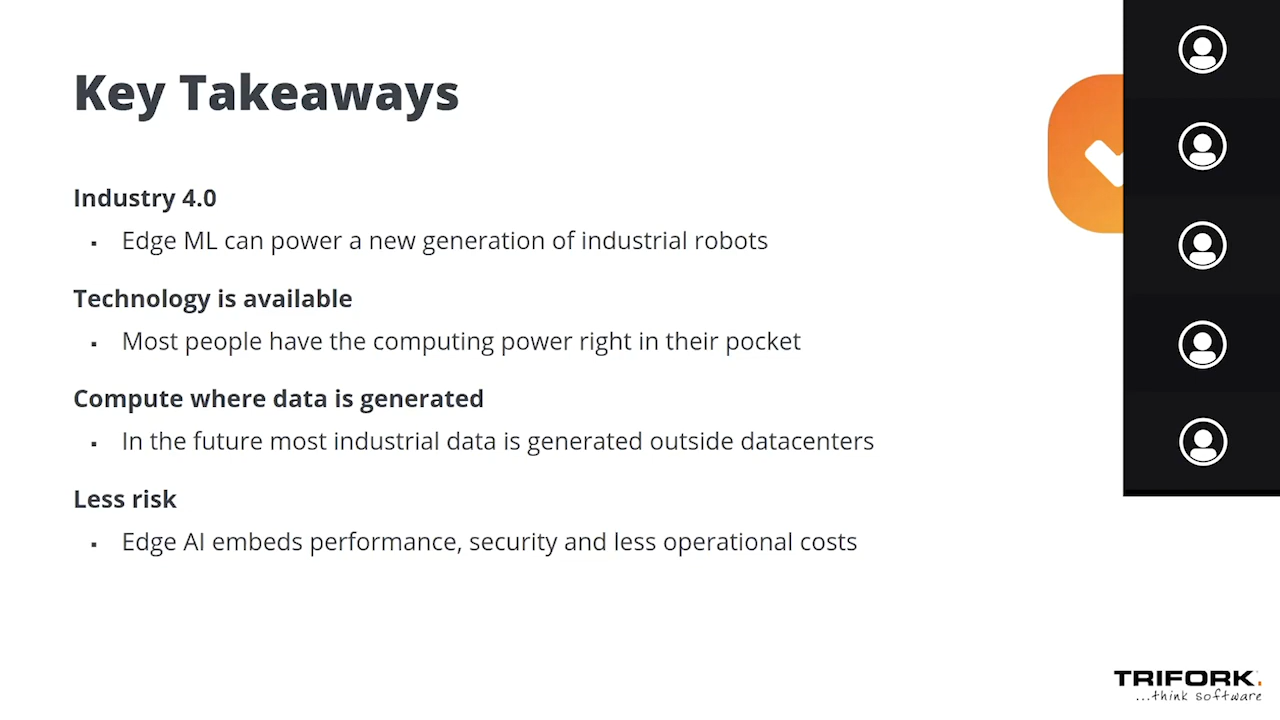 Key Takeaways
Industry 4.0
▪ Edge ML can power a new generation of industrial robots
Technology is available
▪ Most people have the computing power right in their pocket
Compute where data is generated
▪ In the future most industrial data is generated outside datacenters
Less risk
▪ Edge AI embeds performance, security and less operational costs
TRIFORK.
...think software